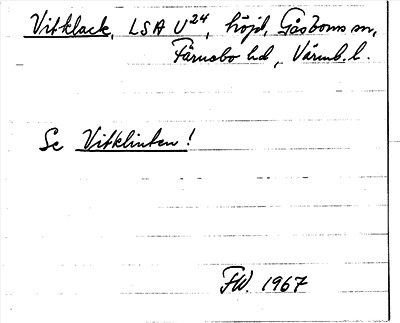 Vitklack, LSA U24, höjd, Gåsborns sn,
Färnebo hd, Värml. l.
Se Vitklinten!
FW. 1967